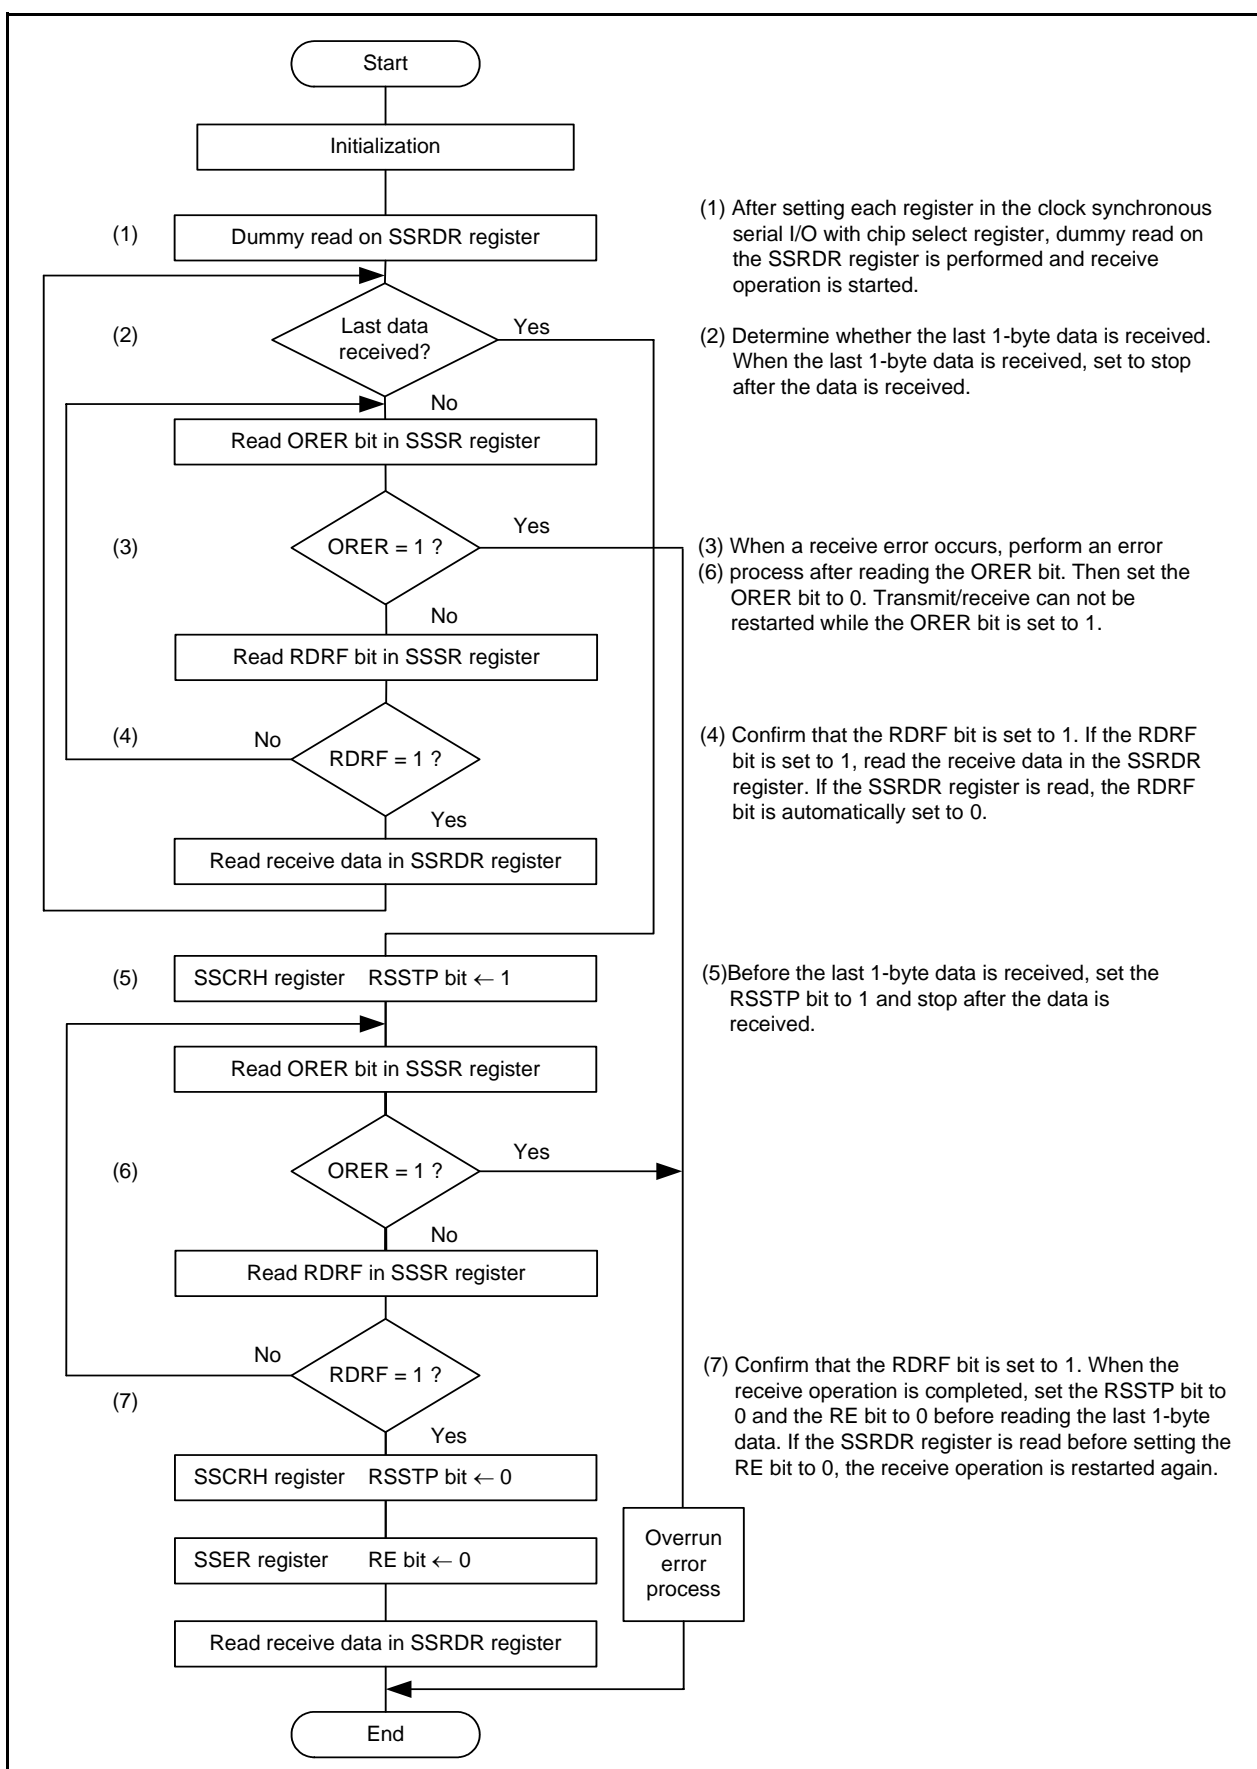 Start
Initialization
(1)
Dummy read on SSRDR register
(1) After setting each register in the clock synchronous
serial I/O with chip select register, dummy read on
the SSRDR register is performed and receive
operation is started.
(2)
Last data
received?
Yes
(2) Determine whether the last 1-byte data is received.
When the last 1-byte data is received, set to stop
after the data is received.
No
Read ORER bit in SSSR register
(3)
ORER = 1 ?
Yes
(3) When a receive error occurs, perform an error
(6) process after reading the ORER bit. Then set the
ORER bit to 0. Transmit/receive can not be
restarted while the ORER bit is set to 1.
No
Read RDRF bit in SSSR register
(4)
No
RDRF = 1 ?
(4) Confirm that the RDRF bit is set to 1. If the RDRF
bit is set to 1, read the receive data in the SSRDR
register. If the SSRDR register is read, the RDRF
bit is automatically set to 0.
Yes
Read receive data in SSRDR register
(5)
SSCRH register RSSTP bit ← 1
(5)Before the last 1-byte data is received, set the
RSSTP bit to 1 and stop after the data is
received.
Read ORER bit in SSSR register
(6)
ORER = 1 ?
Yes
No
Read RDRF in SSSR register
No
RDRF = 1 ?
(7)
(7) Confirm that the RDRF bit is set to 1. When the
receive operation is completed, set the RSSTP bit to
0 and the RE bit to 0 before reading the last 1-byte
data. If the SSRDR register is read before setting the
RE bit to 0, the receive operation is restarted again.
Yes
SSCRH register RSSTP bit ← 0
SSER register RE bit ← 0
Overrun
error
process
Read receive data in SSRDR register
End